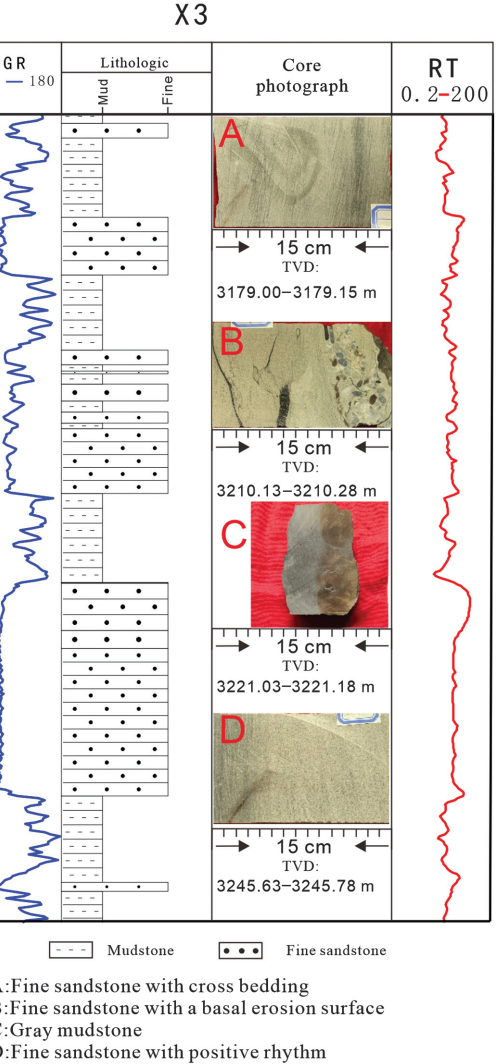 X3
GR
180
Lithologic
Mud
Fine
Core
photograph
RT
0.2–200
A
15 cm
TVD:
3179.00–3179.15 m
B
15 cm
TVD:
3210.13–3210.28 m
C
15 cm
TVD:
3221.03–3221.18 m
D
15 cm
TVD:
3245.63–3245.78 m
Mudstone
Fine sandstone
A:Fine sandstone with cross bedding
B:Fine sandstone with a basal erosion surface
C:Gray mudstone
D:Fine sandstone with positive rhythm